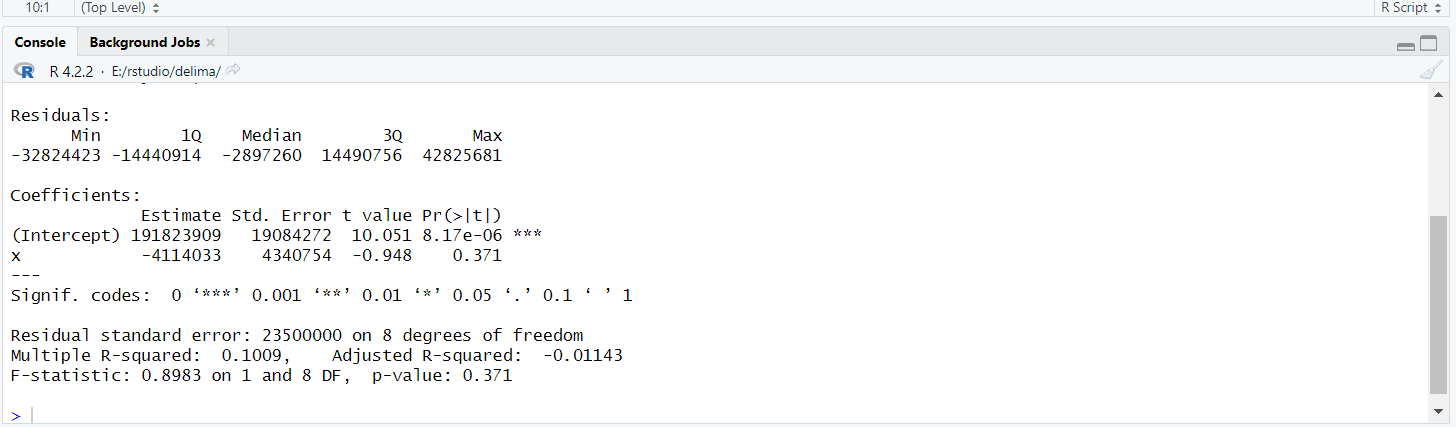 10:1 (Top Level) R Script
Console Background Jobs
R R 4.2.2 · E:/rstudio/delima/
Residuals:
      Min        1Q    Median        3Q       Max
-32824423 -14440914  -2897260  14490756  42825681
Coefficients:
             Estimate Std. Error t value Pr(>|t|)
(Intercept) 191823909   19084272  10.051 8.17e-06 ***
x            -4114033    4340754  -0.948    0.371
---
Signif. codes:  0 ‘***’ 0.001 ‘**’ 0.01 ‘*’ 0.05 ‘.’ 0.1 ‘ ’ 1
Residual standard error: 23500000 on 8 degrees of freedom
Multiple R-squared:  0.1009,    Adjusted R-squared:  -0.01143
F-statistic: 0.8983 on 1 and 8 DF,  p-value: 0.371
>